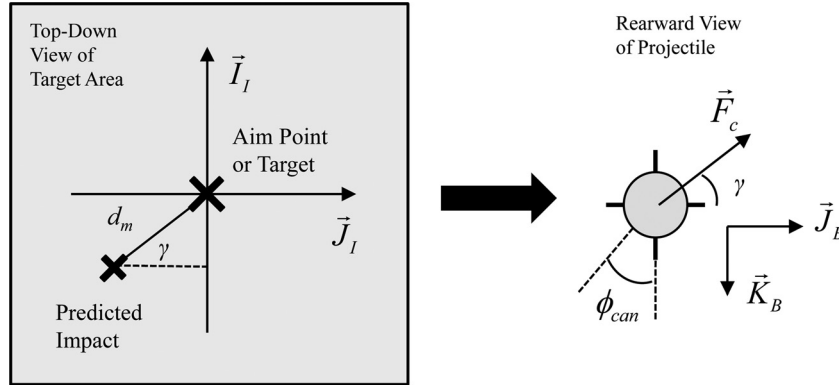 Top-Down
View of
Target Area
I⃗_I
Aim Point
or Target
J⃗_I
d_m
γ
Predicted
Impact
Rearward View
of Projectile
F⃗_c
γ
J⃗_B
K⃗_B
ϕ_can